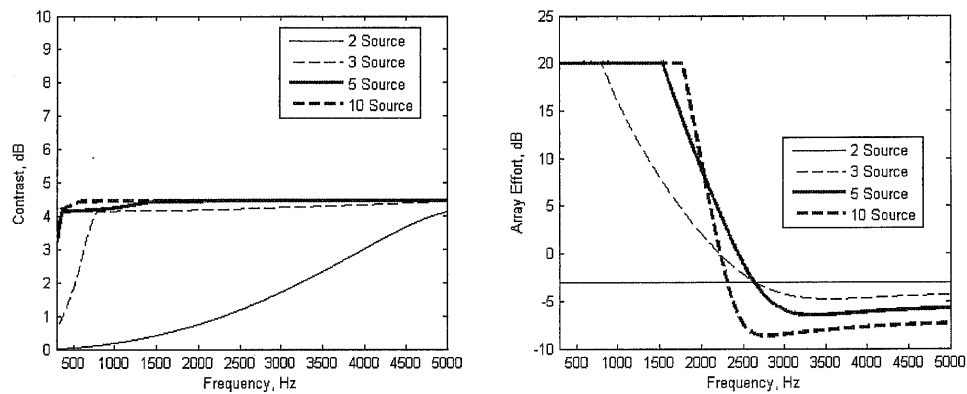 10
9
8
7
6
5
4
3
2
1
0
Contrast, dB
2 Source
3 Source
5 Source
10 Source
500 1000 1500 2000 2500 3000 3500 4000 4500 5000
Frequency, Hz
25
20
15
10
5
0
-5
-10
Array Effort, dB
2 Source
3 Source
5 Source
10 Source
500 1000 1500 2000 2500 3000 3500 4000 4500 5000
Frequency, Hz